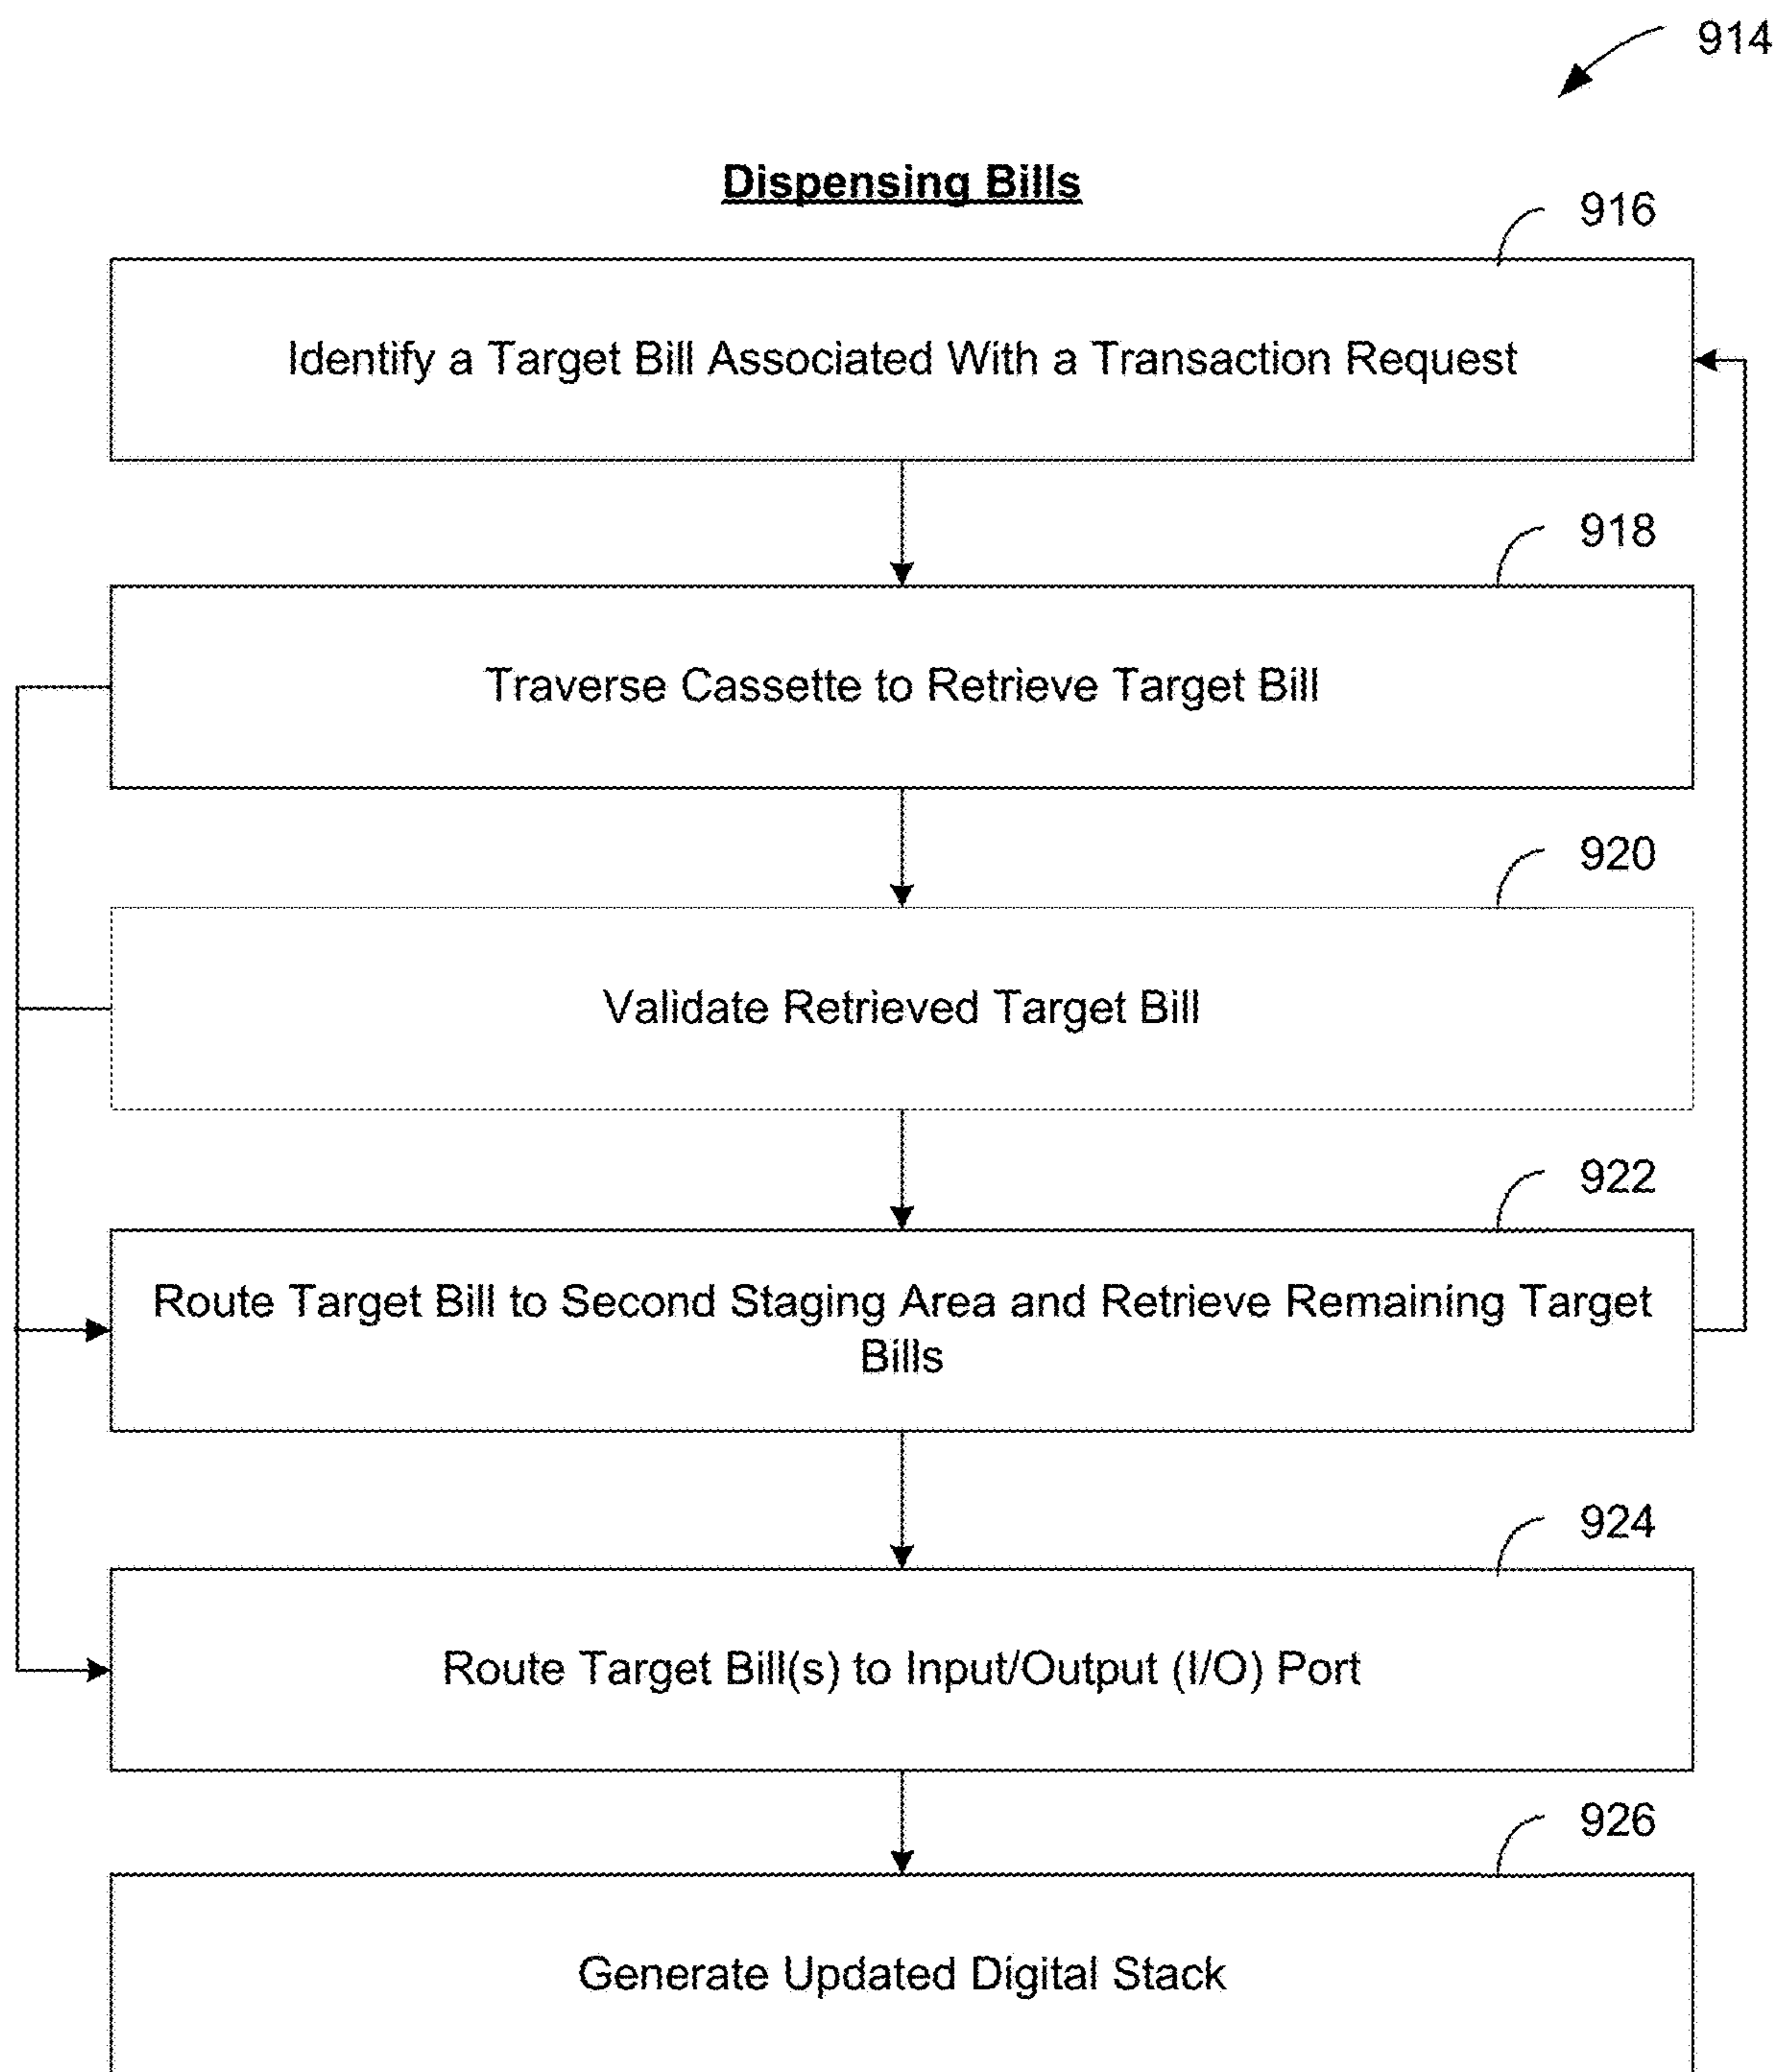 914
Dispensing Bills
916
Identify a Target Bill Associated With a Transaction Request
918
Traverse Cassette to Retrieve Target Bill
920
Validate Retrieved Target Bill
922
Route Target Bill to Second Staging Area and Retrieve Remaining Target
Bills
924
Route Target Bill(s) to Input/Output (I/O) Port
926
Generate Updated Digital Stack